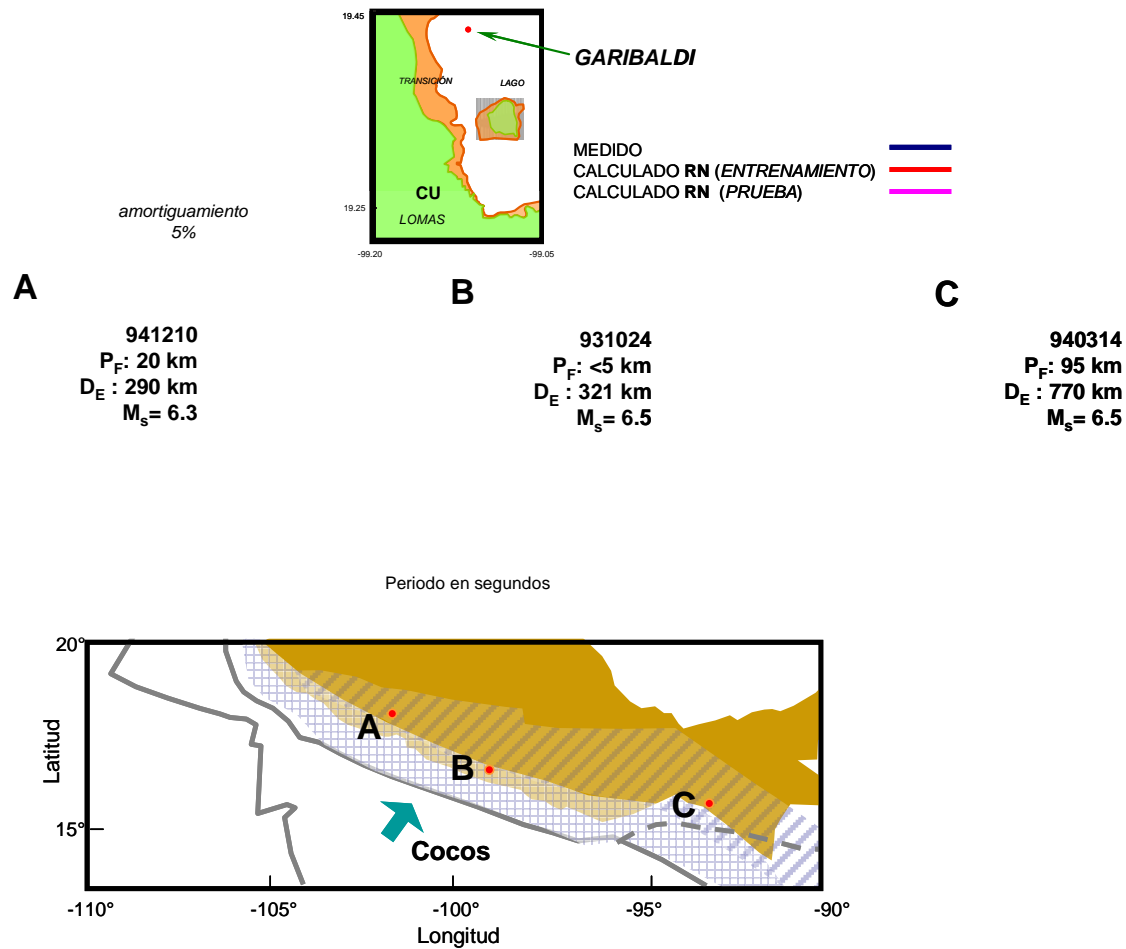 19.45
GARIBALDI
TRANSICIÓN
LAGO
MEDIDO
CALCULADO RN (ENTRENAMIENTO)
CALCULADO RN (PRUEBA)
CU
LOMAS
19.25
-99.20
-99.05
amortiguamiento
5%
A
941210
PF: 20 km
DE : 290 km
Ms= 6.3
B
931024
PF: <5 km
DE : 321 km
Ms= 6.5
C
940314
PF: 95 km
DE : 770 km
Ms= 6.5
Periodo en segundos
20°
Latitud
15°
A
B
C
Cocos
-110°
-105°
-100°
-95°
-90°
Longitud